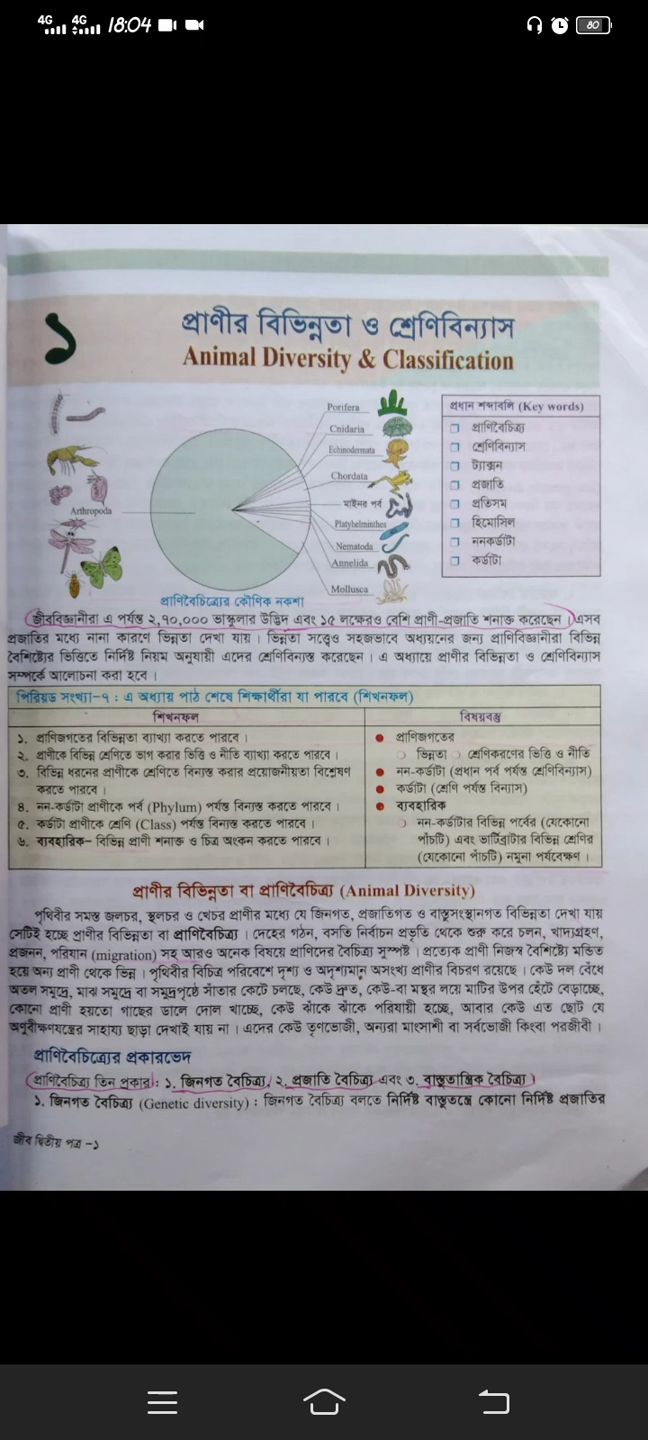 4G 4G 18:04 80
১
প্রাণীর বিভিন্নতা ও শ্রেণিবিন্যাস
Animal Diversity & Classification
Porifera
Cnidaria
Echinodermata
Chordata
মাইনর পর্ব
Platyhelminthes
Nematoda
Annelida
Mollusca
Arthropoda
প্রাণিবৈচিত্র্যের কৌণিক নকশা
প্রধান শব্দাবলি (Key words)
প্রাণিবৈচিত্র্য
শ্রেণিবিন্যাস
ট্যাক্সন
প্রজাতি
প্রতিসম
হিমোসিল
ননকর্ডাটা
কর্ডাটা
জীববিজ্ঞানীরা এ পর্যন্ত ২,৭০,০০০ ভাস্কুলার উদ্ভিদ এবং ১৫ লক্ষেরও বেশি প্রাণী-প্রজাতি শনাক্ত করেছেন। এসব
প্রজাতির মধ্যে নানা কারণে ভিন্নতা দেখা যায়। ভিন্নতা সত্ত্বেও সহজভাবে অধ্যয়নের জন্য প্রাণিবিজ্ঞানীরা বিভিন্ন
বৈশিষ্ট্যের ভিত্তিতে নির্দিষ্ট নিয়ম অনুযায়ী এদের শ্রেণিবিন্যস্ত করেছেন। এ অধ্যায়ে প্রাণীর বিভিন্নতা ও শ্রেণিবিন্যাস
সম্পর্কে আলোচনা করা হবে।
পিরিয়ড সংখ্যা-৭ : এ অধ্যায় পাঠ শেষে শিক্ষার্থীরা যা পারবে (শিখনফল)
শিখনফল
১. প্রাণিজগতের বিভিন্নতা ব্যাখ্যা করতে পারবে।
২. প্রাণীকে বিভিন্ন শ্রেণিতে ভাগ করার ভিত্তি ও নীতি ব্যাখ্যা করতে পারবে।
৩. বিভিন্ন ধরনের প্রাণীকে শ্রেণিতে বিন্যস্ত করার প্রয়োজনীয়তা বিশ্লেষণ
করতে পারবে।
৪. নন-কর্ডাটা প্রাণীকে পর্ব (Phylum) পর্যন্ত বিন্যস্ত করতে পারবে।
৫. কর্ডাটা প্রাণীকে শ্রেণি (Class) পর্যন্ত বিন্যস্ত করতে পারবে।
৬. ব্যবহারিক– বিভিন্ন প্রাণী শনাক্ত ও চিত্র অংকন করতে পারবে।
বিষয়বস্তু
প্রাণিজগতের
ভিন্নতা শ্রেণিকরণের ভিত্তি ও নীতি
নন-কর্ডাটা (প্রধান পর্ব পর্যন্ত শ্রেণিবিন্যাস)
কর্ডাটা (শ্রেণি পর্যন্ত বিন্যাস)
ব্যবহারিক
নন-কর্ডাটার বিভিন্ন পর্বের (যেকোনো
পাঁচটি) এবং ভার্টিব্রাটার বিভিন্ন শ্রেণির
(যেকোনো পাঁচটি) নমুনা পর্যবেক্ষণ।
প্রাণীর বিভিন্নতা বা প্রাণিবৈচিত্র্য (Animal Diversity)
পৃথিবীর সমস্ত জলচর, স্থলচর ও খেচর প্রাণীর মধ্যে যে জিনগত, প্রজাতিগত ও বাস্তুসংস্থানগত বিভিন্নতা দেখা যায়
সেটিই হচ্ছে প্রাণীর বিভিন্নতা বা প্রাণিবৈচিত্র্য। দেহের গঠন, বসতি নির্বাচন প্রভৃতি থেকে শুরু করে চলন, খাদ্যগ্রহণ,
প্রজনন, পরিযান (migration) সহ আরও অনেক বিষয়ে প্রাণিদের বৈচিত্র্য সুস্পষ্ট। প্রত্যেক প্রাণী নিজস্ব বৈশিষ্ট্যে মন্ডিত
হয়ে অন্য প্রাণী থেকে ভিন্ন। পৃথিবীর বিচিত্র পরিবেশে দৃশ্য ও অদৃশ্যমান অসংখ্য প্রাণীর বিচরণ রয়েছে। কেউ দল বেঁধে
অতল সমুদ্রে, মাঝ সমুদ্রে বা সমুদ্রপৃষ্ঠে সাঁতার কেটে চলছে, কেউ দ্রুত, কেউ-বা মন্থর লয়ে মাটির উপর হেঁটে বেড়াচ্ছে,
কোনো প্রাণী হয়তো গাছের ডালে দোল খাচ্ছে, কেউ ঝাঁকে ঝাঁকে পরিযায়ী হচ্ছে, আবার কেউ এত ছোট যে
অণুবীক্ষণযন্ত্রের সাহায্য ছাড়া দেখাই যায় না। এদের কেউ তৃণভোজী, অন্যরা মাংসাশী বা সর্বভোজী কিংবা পরজীবী।
প্রাণিবৈচিত্র্যের প্রকারভেদ
প্রাণিবৈচিত্র্য তিন প্রকার : ১. জিনগত বৈচিত্র্য, ২. প্রজাতি বৈচিত্র্য এবং ৩. বাস্তুতান্ত্রিক বৈচিত্র্য।
১. জিনগত বৈচিত্র্য (Genetic diversity) : জিনগত বৈচিত্র্য বলতে নির্দিষ্ট বাস্তুতন্ত্রে কোনো নির্দিষ্ট প্রজাতির
জীব দ্বিতীয় পত্র –১